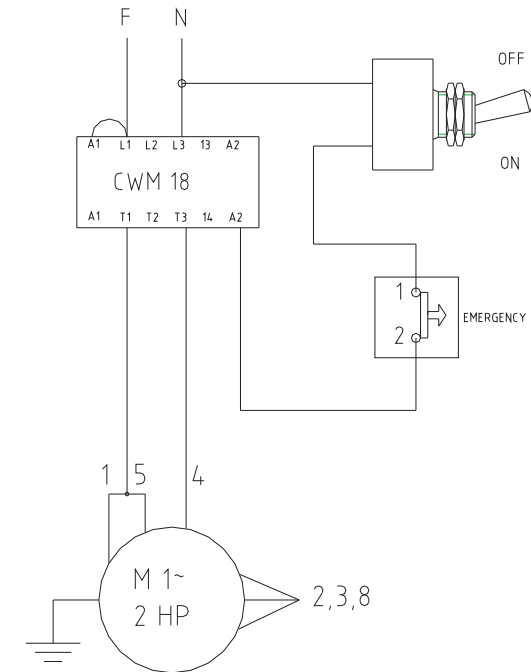 F N
OFF
A1 L1 L2 L3 13 A2
ON
CWM 18
A1 T1 T2 T3 14 A2
1
EMERGENCY
2
1 5 4
M 1~
2 HP
2,3,8